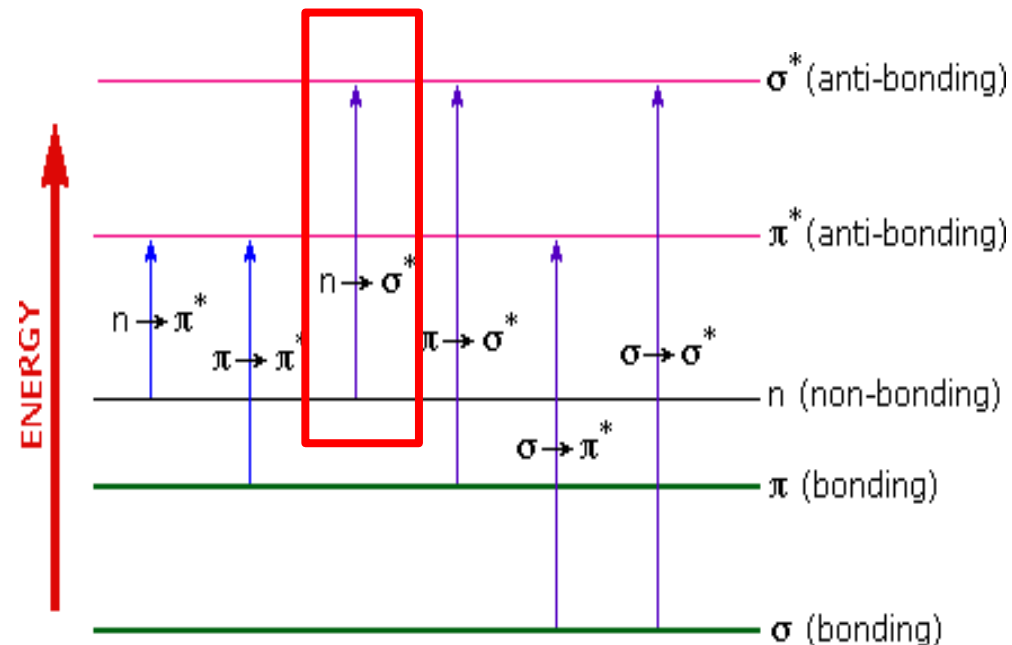 σ* (anti-bonding)
π* (anti-bonding)
n→σ*
n→π*
π→π*
π→σ*
σ→σ*
ENERGY
n (non-bonding)
σ→π*
π (bonding)
σ (bonding)